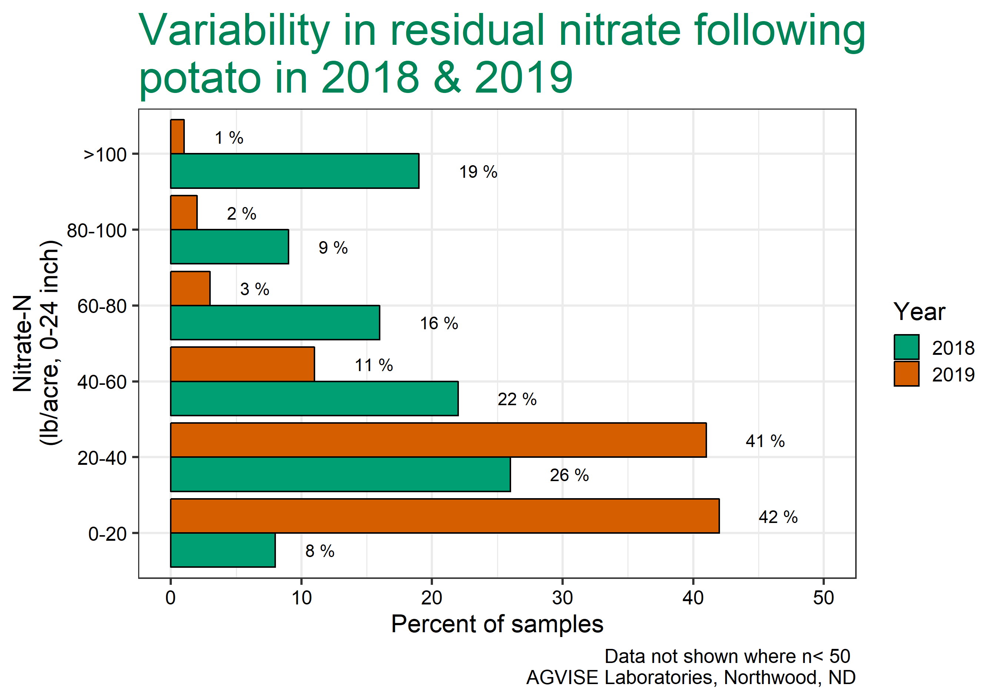 Variability in residual nitrate following
potato in 2018 & 2019
Nitrate-N
(lb/acre, 0-24 inch)
>100
1 %
19 %
80-100
2 %
9 %
60-80
3 %
16 %
40-60
11 %
22 %
20-40
41 %
26 %
0-20
42 %
8 %
0 10 20 30 40 50
Percent of samples
Year
2018
2019
Data not shown where n< 50
AGVISE Laboratories, Northwood, ND